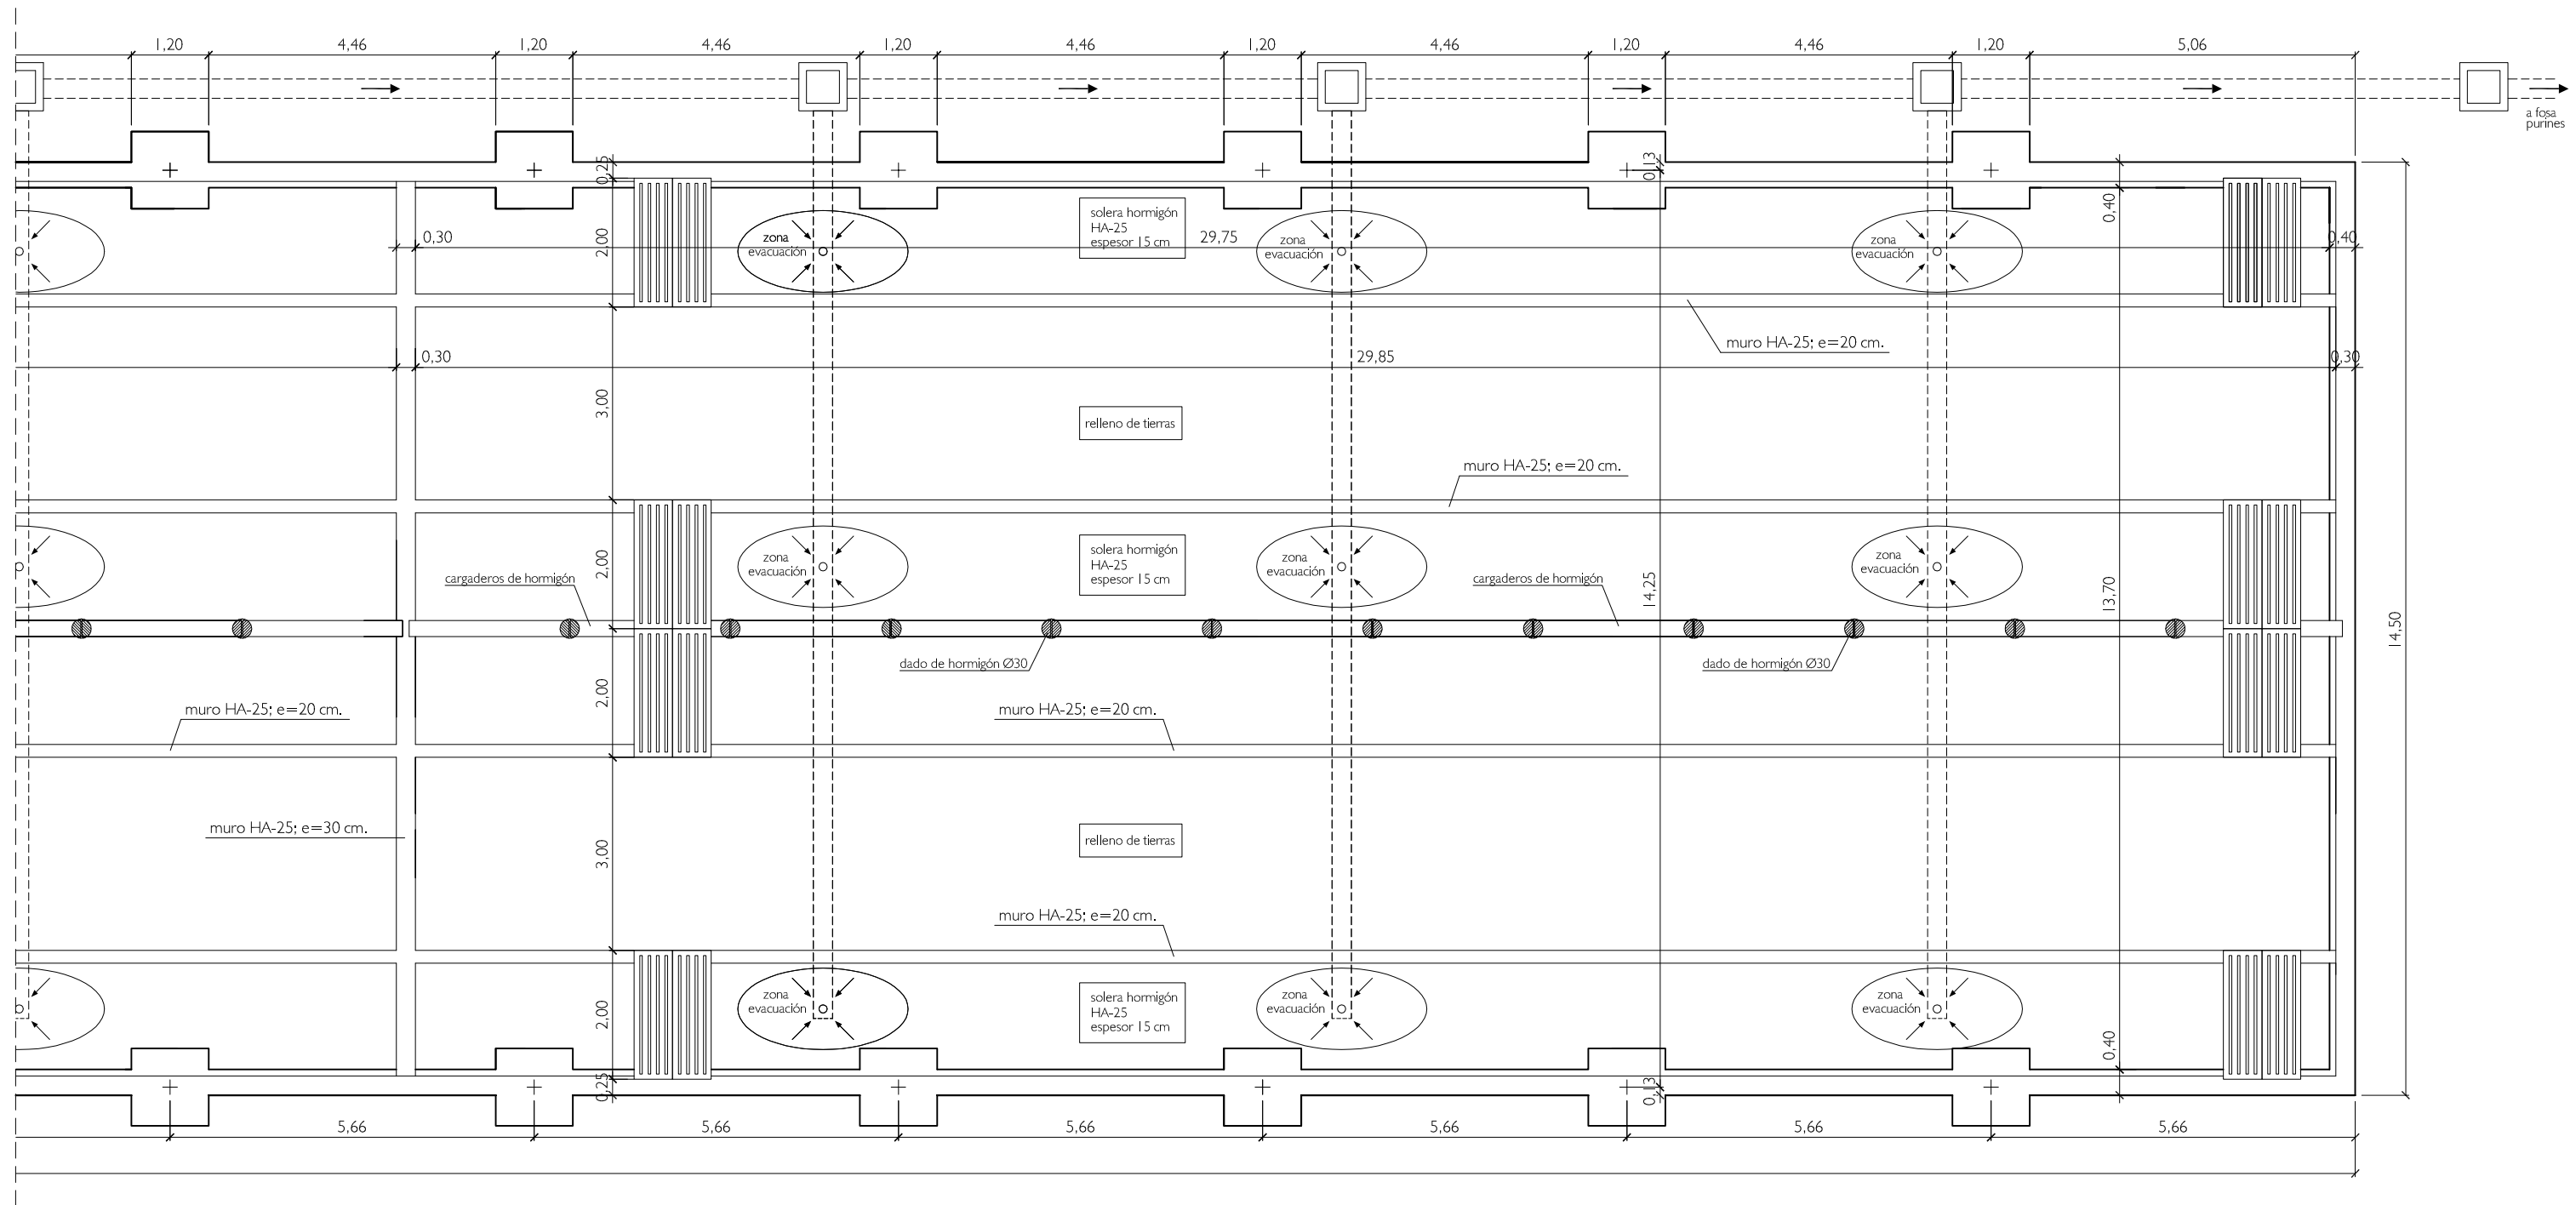 1,20
4,46
1,20
4,46
1,20
4,46
1,20
4,46
1,20
4,46
1,20
5,06
a fosa
purines
0,25
0,13
0,40
2,00
0,30
zona
evacuación
solera hormigón
HA-25
espesor 15 cm
29,75
zona
evacuación
zona
evacuación
0,40
muro HA-25; e=20 cm.
0,30
29,85
0,30
3,00
relleno de tierras
muro HA-25; e=20 cm.
2,00
cargaderos de hormigón
zona
evacuación
solera hormigón
HA-25
espesor 15 cm
zona
evacuación
cargaderos de hormigón
14,25
zona
evacuación
13,70
14,50
dado de hormigón Ø30
dado de hormigón Ø30
2,00
muro HA-25; e=20 cm.
muro HA-25; e=20 cm.
muro HA-25; e=30 cm.
3,00
relleno de tierras
muro HA-25; e=20 cm.
2,00
zona
evacuación
solera hormigón
HA-25
espesor 15 cm
zona
evacuación
zona
evacuación
0,40
0,25
0,13
5,66
5,66
5,66
5,66
5,66
5,66